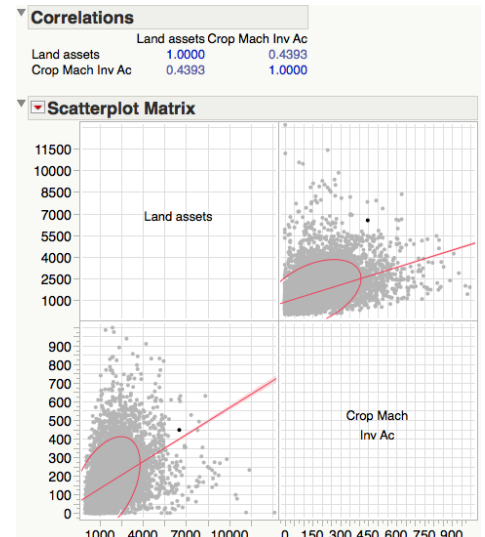 Correlations
Land assets Crop Mach Inv Ac
Land assets 1.0000 0.4393
Crop Mach Inv Ac 0.4393 1.0000
Scatterplot Matrix
11500
10000
8500
7000
5500
4000
2500
1000
Land assets
900
800
700
600
500
400
300
200
100
0
Crop Mach
Inv Ac
1000 4000 7000 10000 0 150 300 450 600 750 900